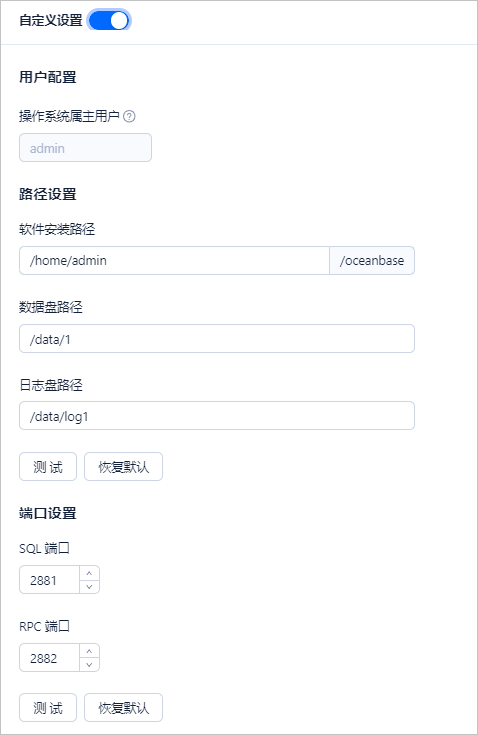 自定义设置
用户配置
操作系统属主用户 ?
admin
路径设置
软件安装路径
/home/admin /oceanbase
数据盘路径
/data/1
日志盘路径
/data/log1
测 试 恢复默认
端口设置
SQL 端口
2881
RPC 端口
2882
测 试 恢复默认